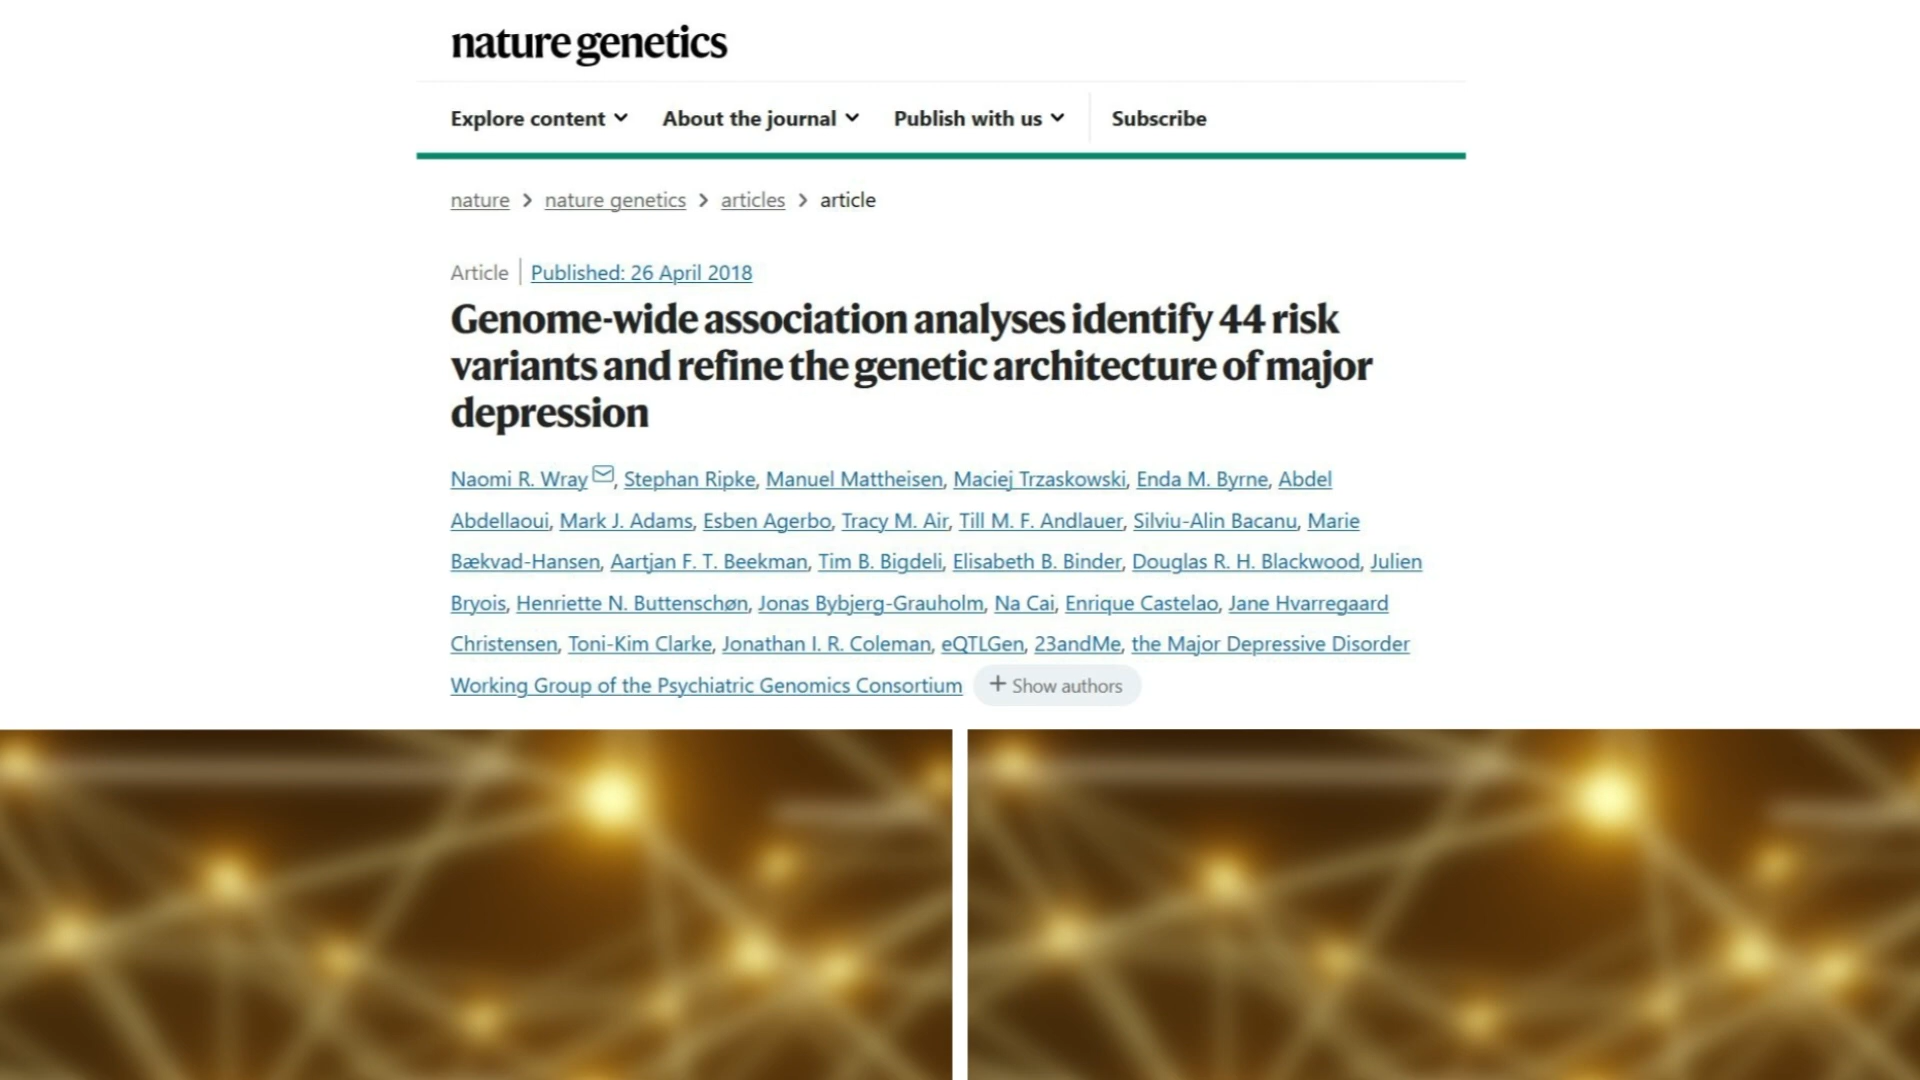 nature genetics
Explore content About the journal Publish with us Subscribe
nature > nature genetics > articles > article
Article | Published: 26 April 2018
Genome-wide association analyses identify 44 risk
variants and refine the genetic architecture of major
depression
Naomi R. Wray, Stephan Ripke, Manuel Mattheisen, Maciej Trzaskowski, Enda M. Byrne, Abdel
Abdellaoui, Mark J. Adams, Esben Agerbo, Tracy M. Air, Till M. F. Andlauer, Silviu-Alin Bacanu, Marie
Bækvad-Hansen, Aartjan F. T. Beekman, Tim B. Bigdeli, Elisabeth B. Binder, Douglas R. H. Blackwood, Julien
Bryois, Henriette N. Buttenschøn, Jonas Bybjerg-Grauholm, Na Cai, Enrique Castelao, Jane Hvarregaard
Christensen, Toni-Kim Clarke, Jonathan I. R. Coleman, eQTLGen, 23andMe, the Major Depressive Disorder
Working Group of the Psychiatric Genomics Consortium + Show authors